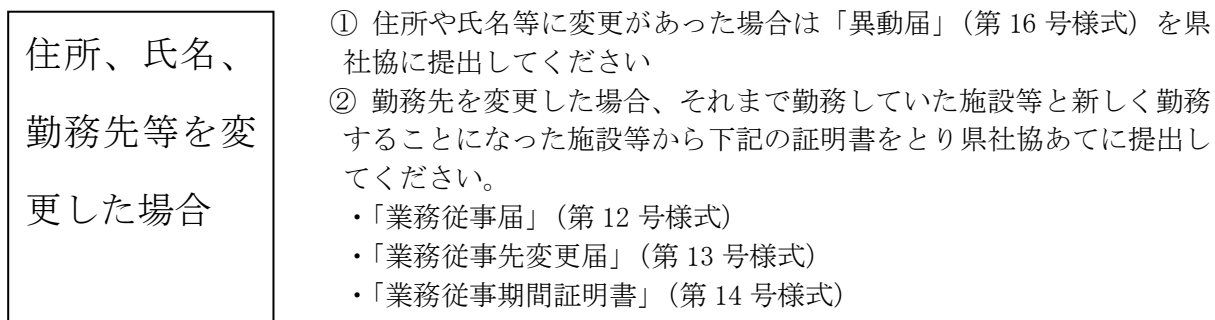 住所、氏名、
勤務先等を変
更した場合
① 住所や氏名等に変更があった場合は「異動届」（第 16 号様式）を県
社協に提出してください
② 勤務先を変更した場合、それまで勤務していた施設等と新しく勤務
することになった施設等から下記の証明書をとり県社協あてに提出し
てください。
・「業務従事届」（第 12 号様式）
・「業務従事先変更届」（第 13 号様式）
・「業務従事期間証明書」（第 14 号様式）